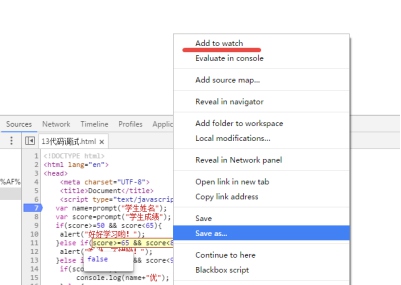 Add to watch
Evaluate in console
Add source map...
Reveal in navigator
Add folder to workspace
Local modifications...
Reveal in Network panel
Open link in new tab
Copy link address
Save
Save as...
Continue to here
Blackbox script
Sources Network Timeline Profiles
13代码调试.html ×
%AF%
1 <!DOCTYPE html>
2 <html lang="en">
3 <head>
4 <meta charset="UTF-8">
5 <title>Document</title>
6 <script type="text/javascrip
7 var name=prompt("学生姓名");
8 var score=prompt("学生成绩");
9 if(score>=50 && score<65){
10 alert("好好学习啦！");
11 }else if(score>=65 && score<8
12 alert(
false
13 }else if(score
14 if(sco
15 console.log(name+"优");